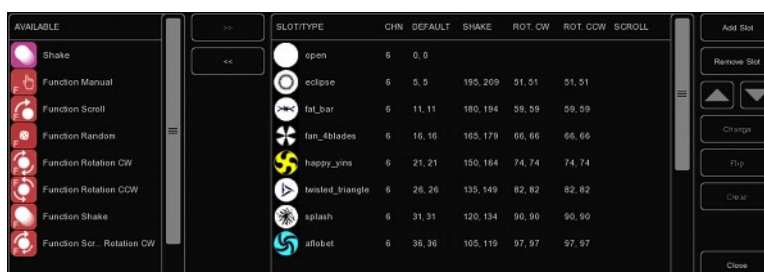 AVAILABLE
Shake
Function Manual
Function Scroll
Function Random
Function Rotation CW
Function Rotation CCW
Function Shake
Function Scr... Rotation CW
>>
<<
SLOT/TYPE CHN DEFAULT SHAKE ROT. CW ROT. CCW SCROLL
open 6 0, 0
eclipse 6 5, 5 195, 209 51, 51 51, 51
fat_bar 6 11, 11 180, 194 59, 59 59, 59
fan_4blades 6 16, 16 165, 179 66, 66 66, 66
happy_yins 6 21, 21 150, 164 74, 74 74, 74
twisted_triangle 6 26, 26 135, 149 82, 82 82, 82
splash 6 31, 31 120, 134 90, 90 90, 90
aflobet 6 36, 36 105, 119 97, 97 97, 97
Add Slot
Remove Slot
Change
Flip
Clear
Close